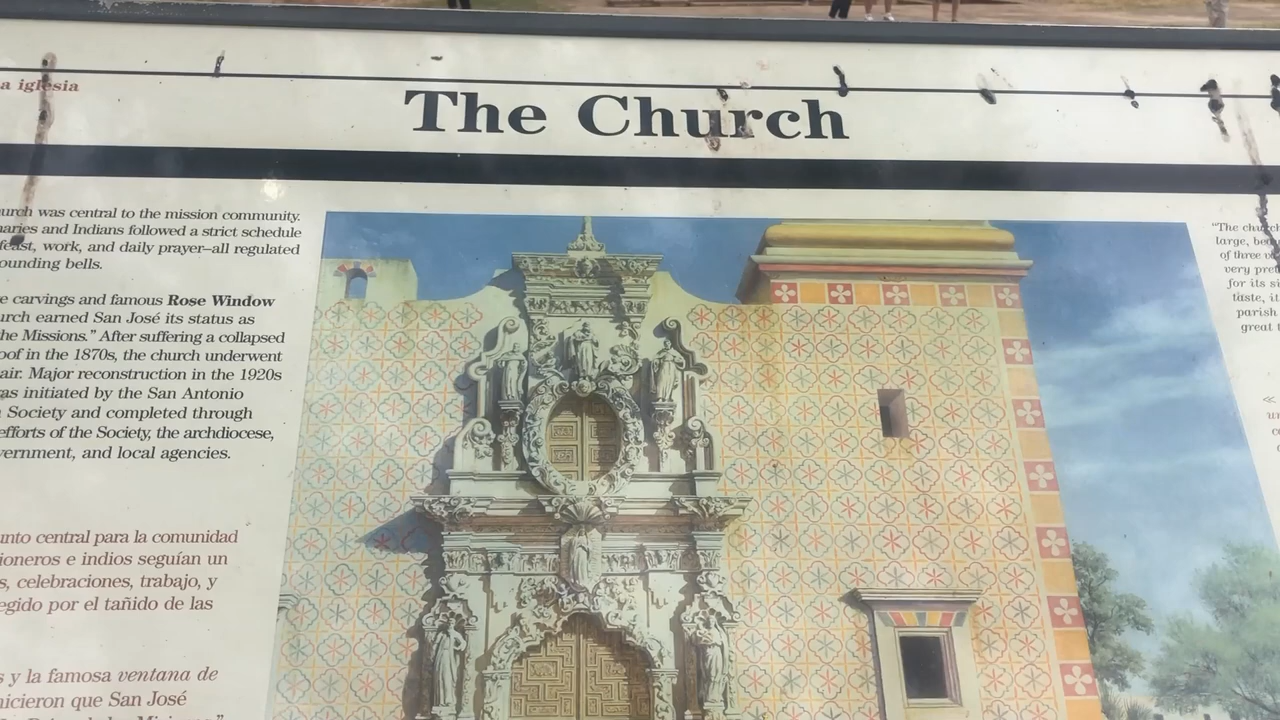 a iglesia
The Church
urch was central to the mission community.
naries and Indians followed a strict schedule
feast, work, and daily prayer–all regulated
ounding bells.
e carvings and famous Rose Window
urch earned San José its status as
he Missions." After suffering a collapsed
oof in the 1870s, the church underwent
air. Major reconstruction in the 1920s
as initiated by the San Antonio
Society and completed through
efforts of the Society, the archdiocese,
vernment, and local agencies.
unto central para la comunidad
ioneros e indios seguían un
s, celebraciones, trabajo, y
egido por el tañido de las
s y la famosa ventana de
hicieron que San José
"The church
large, be
of three v
very pret
for its si
taste, i
parish
great